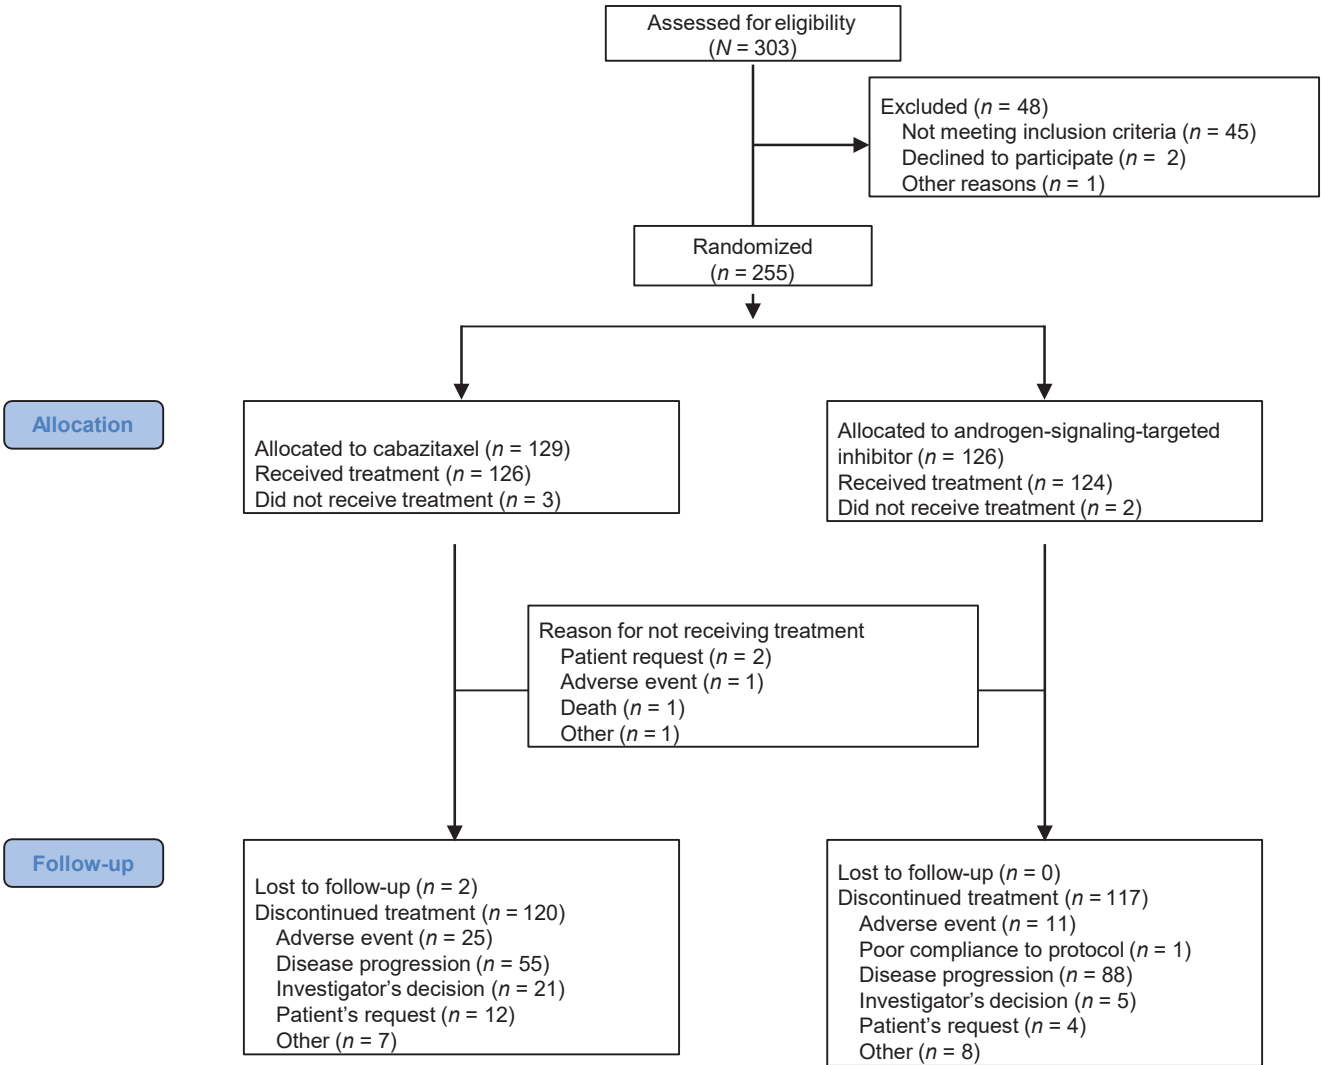 Assessed for eligibility
(N = 303)
Excluded (n = 48)
Not meeting inclusion criteria (n = 45)
Declined to participate (n = 2)
Other reasons (n = 1)
Randomized
(n = 255)
Allocation
Allocated to cabazitaxel (n = 129)
Received treatment (n = 126)
Did not receive treatment (n = 3)
Allocated to androgen-signaling-targeted
inhibitor (n = 126)
Received treatment (n = 124)
Did not receive treatment (n = 2)
Reason for not receiving treatment
Patient request (n = 2)
Adverse event (n = 1)
Death (n = 1)
Other (n = 1)
Follow-up
Lost to follow-up (n = 2)
Discontinued treatment (n = 120)
Adverse event (n = 25)
Disease progression (n = 55)
Investigator’s decision (n = 21)
Patient’s request (n = 12)
Other (n = 7)
Lost to follow-up (n = 0)
Discontinued treatment (n = 117)
Adverse event (n = 11)
Poor compliance to protocol (n = 1)
Disease progression (n = 88)
Investigator’s decision (n = 5)
Patient’s request (n = 4)
Other (n = 8)